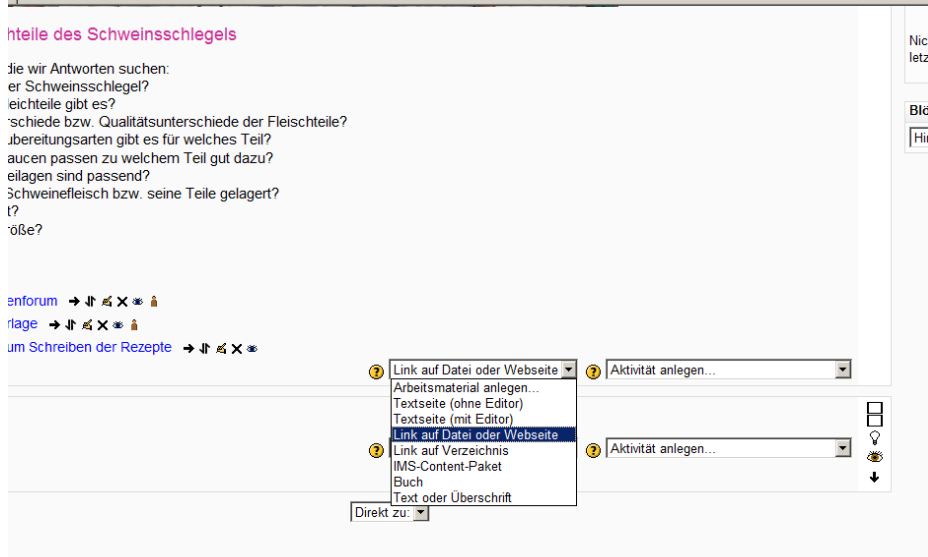 hteile des Schweinsschlegels
Nic
letz
die wir Antworten suchen:
er Schweinsschlegel?
leichteile gibt es?
rschiede bzw. Qualitätsunterschiede der Fleischteile?
ubereitungsarten gibt es für welches Teil?
aucen passen zu welchem Teil gut dazu?
eilagen sind passend?
Schweinefleisch bzw. seine Teile gelagert?
t?
röße?
Blö
Hin
enforum
rlage
um Schreiben der Rezepte
? Link auf Datei oder Webseite ? Aktivität anlegen...
Arbeitsmaterial anlegen...
Textseite (ohne Editor)
Textseite (mit Editor)
Link auf Datei oder Webseite
Link auf Verzeichnis
IMS-Content-Paket
Buch
Text oder Überschrift
? ? Aktivität anlegen...
Direkt zu: